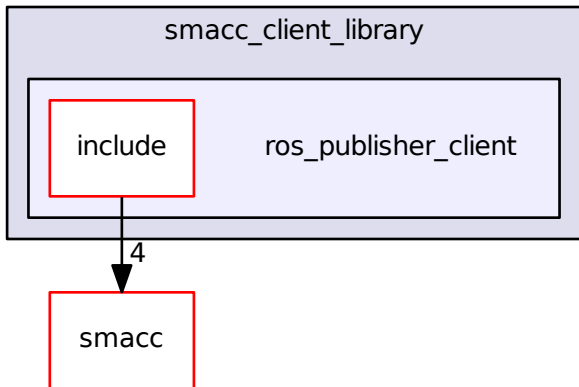 smacc_client_library
include
ros_publisher_client
4
smacc